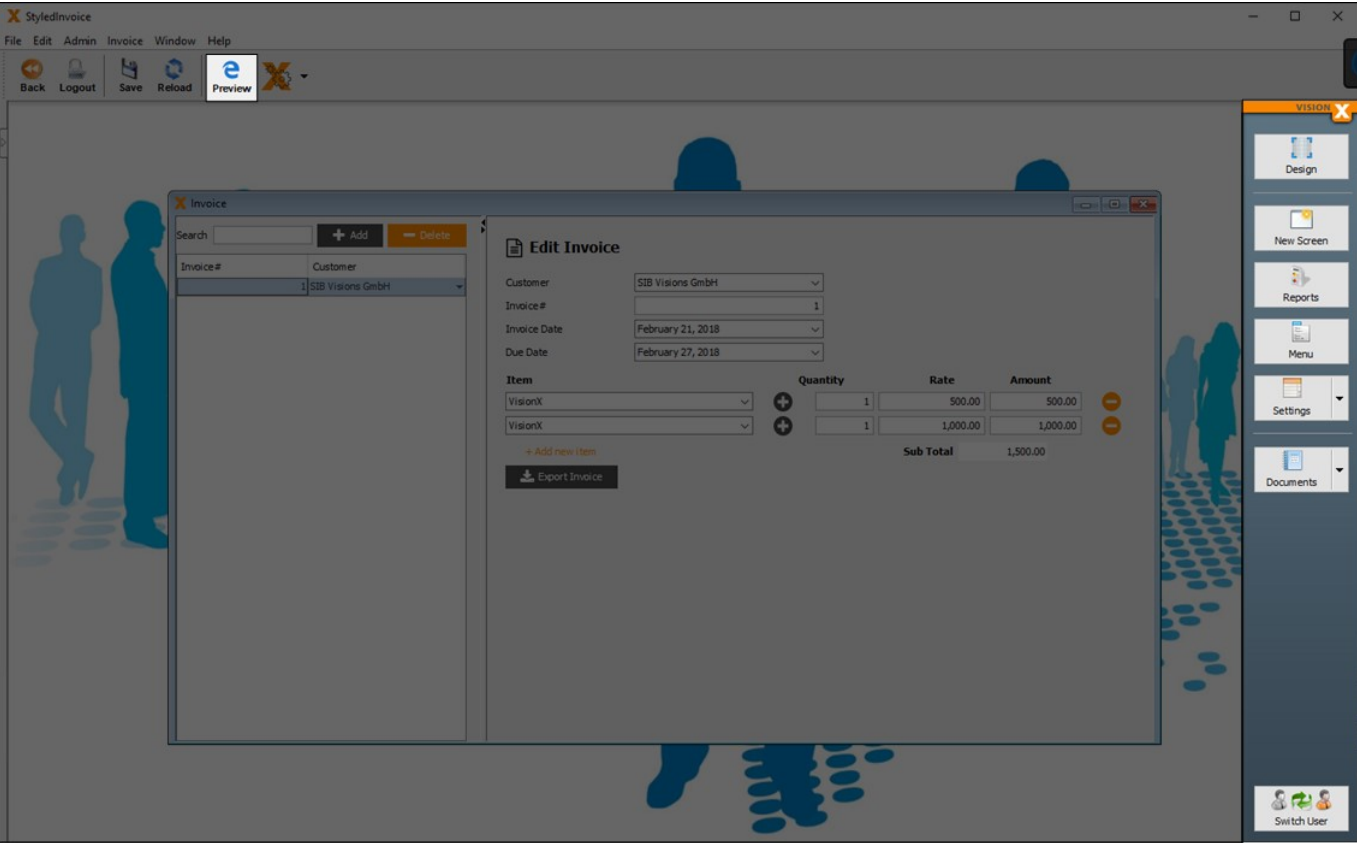 StyledInvoice
File Edit Admin Invoice Window Help
Back Logout Save Reload Preview
VISION X
Design
New Screen
Reports
Menu
Settings
Documents
Switch User
Invoice
Search Add Delete
Invoice# Customer
1 SIB Visions GmbH
Edit Invoice
Customer SIB Visions GmbH
Invoice# 1
Invoice Date February 21, 2018
Due Date February 27, 2018
Item Quantity Rate Amount
VisionX 1 500.00 500.00
VisionX 1 1,000.00 1,000.00
+ Add new item Sub Total 1,500.00
Export Invoice